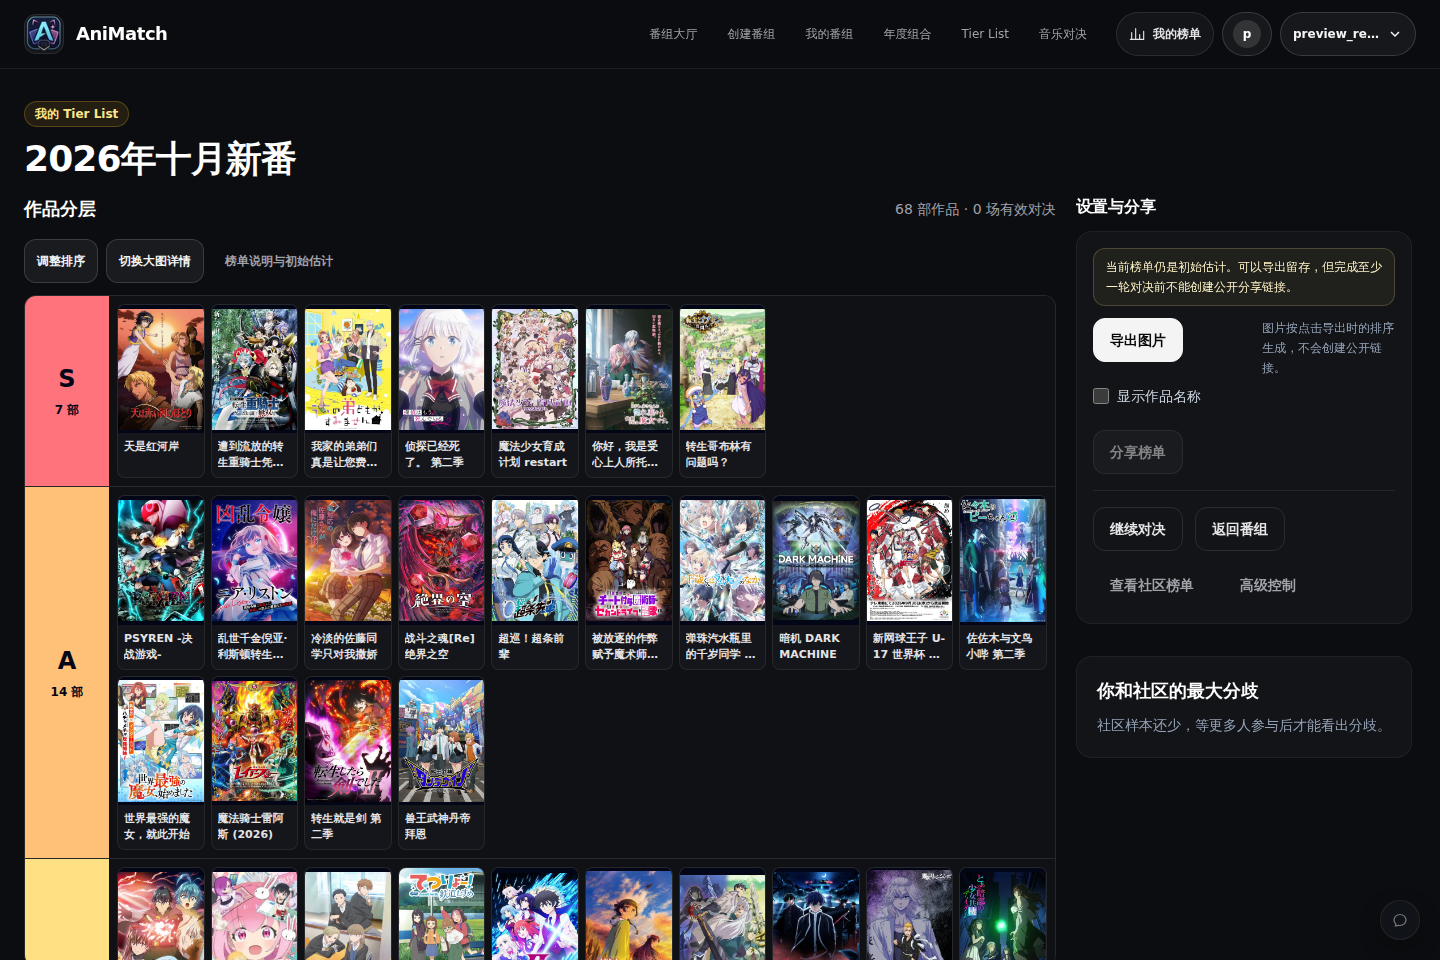 AniMatch
番组大厅
创建番组
我的番组
年度组合
Tier List
音乐对决
我的榜单
p
preview_re...
我的 Tier List
2026年十月新番
作品分层
68 部作品 · 0 场有效对决
调整排序
切换大图详情
榜单说明与初始估计
S
7 部
天是红河岸
遭到流放的转
生重骑士凭...
我家的弟弟们
真是让您费...
侦探已经死
了。 第二季
魔法少女育成
计划 restart
你好，我是受
心上人所托...
转生哥布林有
问题吗？
A
14 部
PSYREN -决
战游戏-
乱世千金倪亚·
利斯顿转生...
冷淡的佐藤同
学只对我撒娇
战斗之魂[Re]
绝界之空
超巡！超条前
辈
被放逐的作弊
赋予魔术师...
弹珠汽水瓶里
的千岁同学 ...
暗机 DARK
MACHINE
新网球王子 U-
17 世界杯 ...
佐佐木与文鸟
小哔 第二季
DARK MACHINE
世界最强的魔
女，就此开始
魔法骑士雷阿
斯 (2026)
转生就是剑 第
二季
兽王武神丹帝
拜恩
设置与分享
当前榜单仍是初始估计。可以导出留存，但完成至少
一轮对决前不能创建公开分享链接。
导出图片
图片按点击导出时的排序
生成，不会创建公开链
接。
显示作品名称
分享榜单
继续对决
返回番组
查看社区榜单
高级控制
你和社区的最大分歧
社区样本还少，等更多人参与后才能看出分歧。